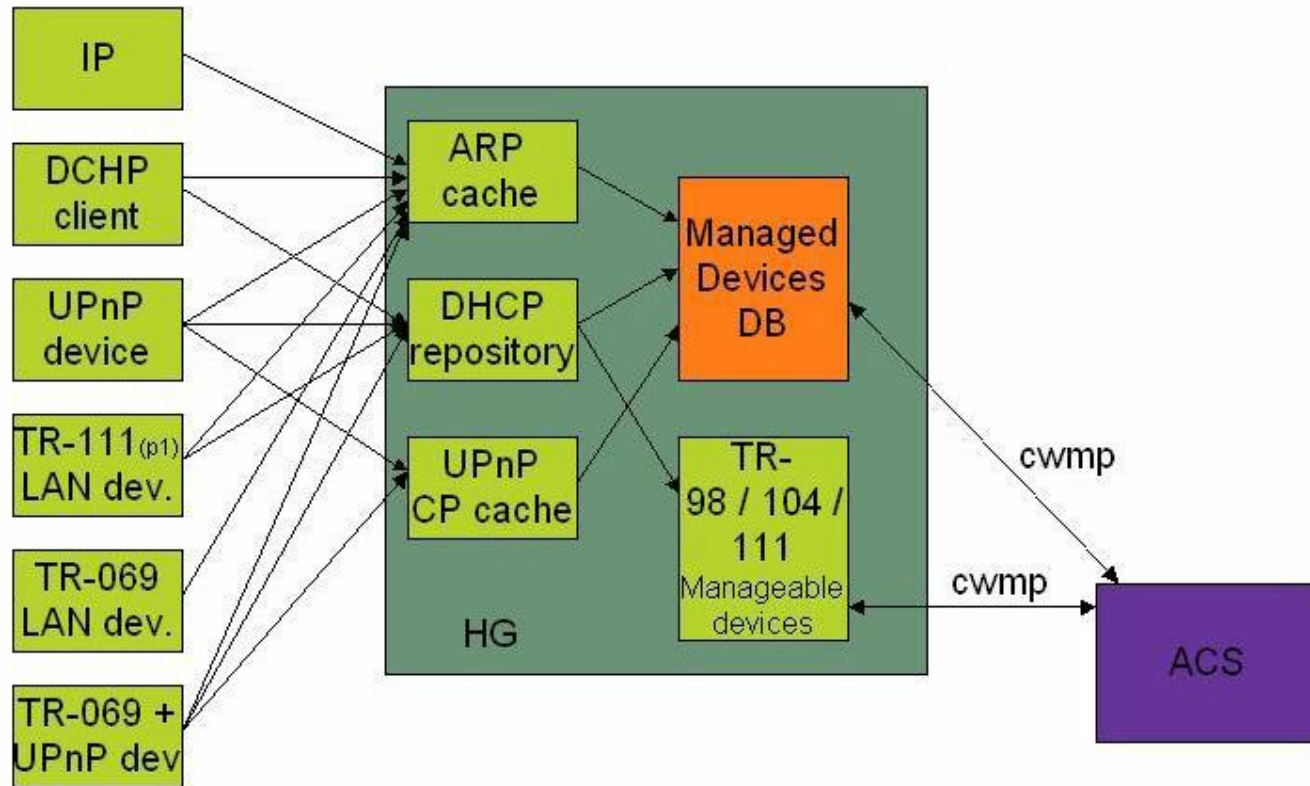 IP
DCHP
client
UPnP
device
TR-111(p1)
LAN dev.
TR-069
LAN dev.
TR-069 +
UPnP dev
ARP
cache
DHCP
repository
UPnP
CP cache
HG
Managed
Devices
DB
TR-
98 / 104 /
111
Manageable
devices
cwmp
cwmp
ACS